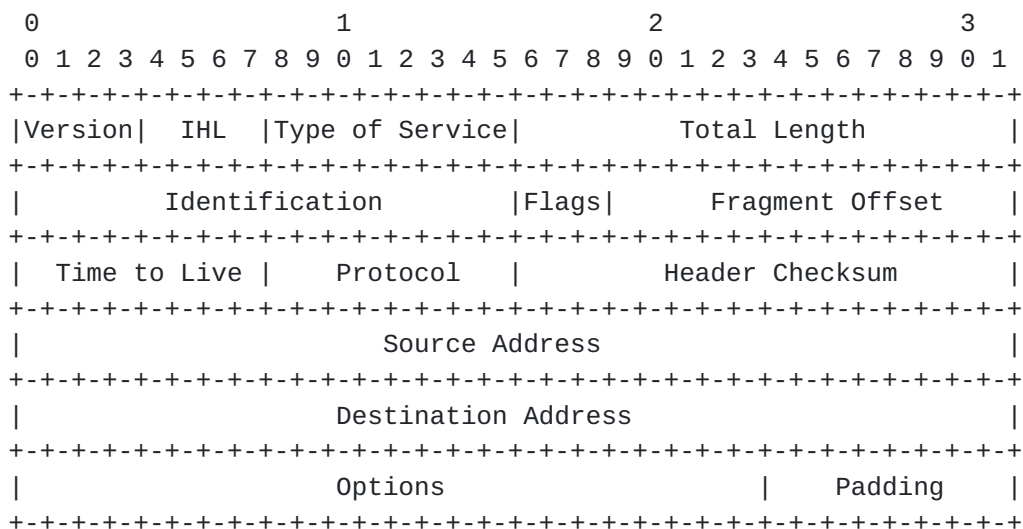 0                   1                   2                   3
 0 1 2 3 4 5 6 7 8 9 0 1 2 3 4 5 6 7 8 9 0 1 2 3 4 5 6 7 8 9 0 1
+-+-+-+-+-+-+-+-+-+-+-+-+-+-+-+-+-+-+-+-+-+-+-+-+-+-+-+-+-+-+-+-+
|Version|  IHL  |Type of Service|          Total Length         |
+-+-+-+-+-+-+-+-+-+-+-+-+-+-+-+-+-+-+-+-+-+-+-+-+-+-+-+-+-+-+-+-+
|         Identification        |Flags|      Fragment Offset    |
+-+-+-+-+-+-+-+-+-+-+-+-+-+-+-+-+-+-+-+-+-+-+-+-+-+-+-+-+-+-+-+-+
|  Time to Live |    Protocol   |         Header Checksum       |
+-+-+-+-+-+-+-+-+-+-+-+-+-+-+-+-+-+-+-+-+-+-+-+-+-+-+-+-+-+-+-+-+
|                       Source Address                          |
+-+-+-+-+-+-+-+-+-+-+-+-+-+-+-+-+-+-+-+-+-+-+-+-+-+-+-+-+-+-+-+-+
|                    Destination Address                        |
+-+-+-+-+-+-+-+-+-+-+-+-+-+-+-+-+-+-+-+-+-+-+-+-+-+-+-+-+-+-+-+-+
|                    Options                    |    Padding    |
+-+-+-+-+-+-+-+-+-+-+-+-+-+-+-+-+-+-+-+-+-+-+-+-+-+-+-+-+-+-+-+-+